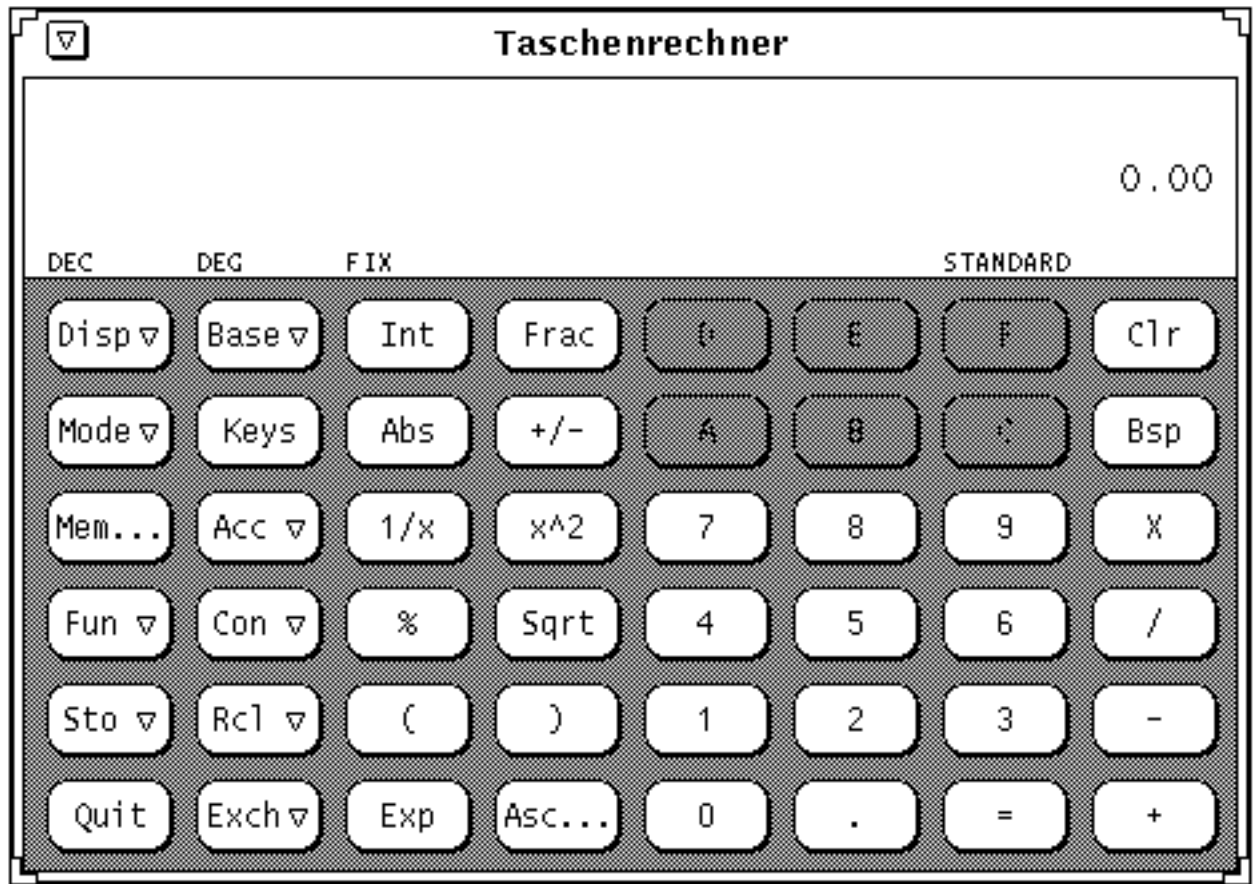 Taschenrechner
0.00
DEC DEG FIX STANDARD
Disp Base Int Frac D E F Clr
Mode Keys Abs +/- A B C Bsp
Mem... Acc 1/x x^2 7 8 9 X
Fun Con % Sqrt 4 5 6 /
Sto Rcl ( ) 1 2 3 -
Quit Exch Exp Asc... 0 . = +